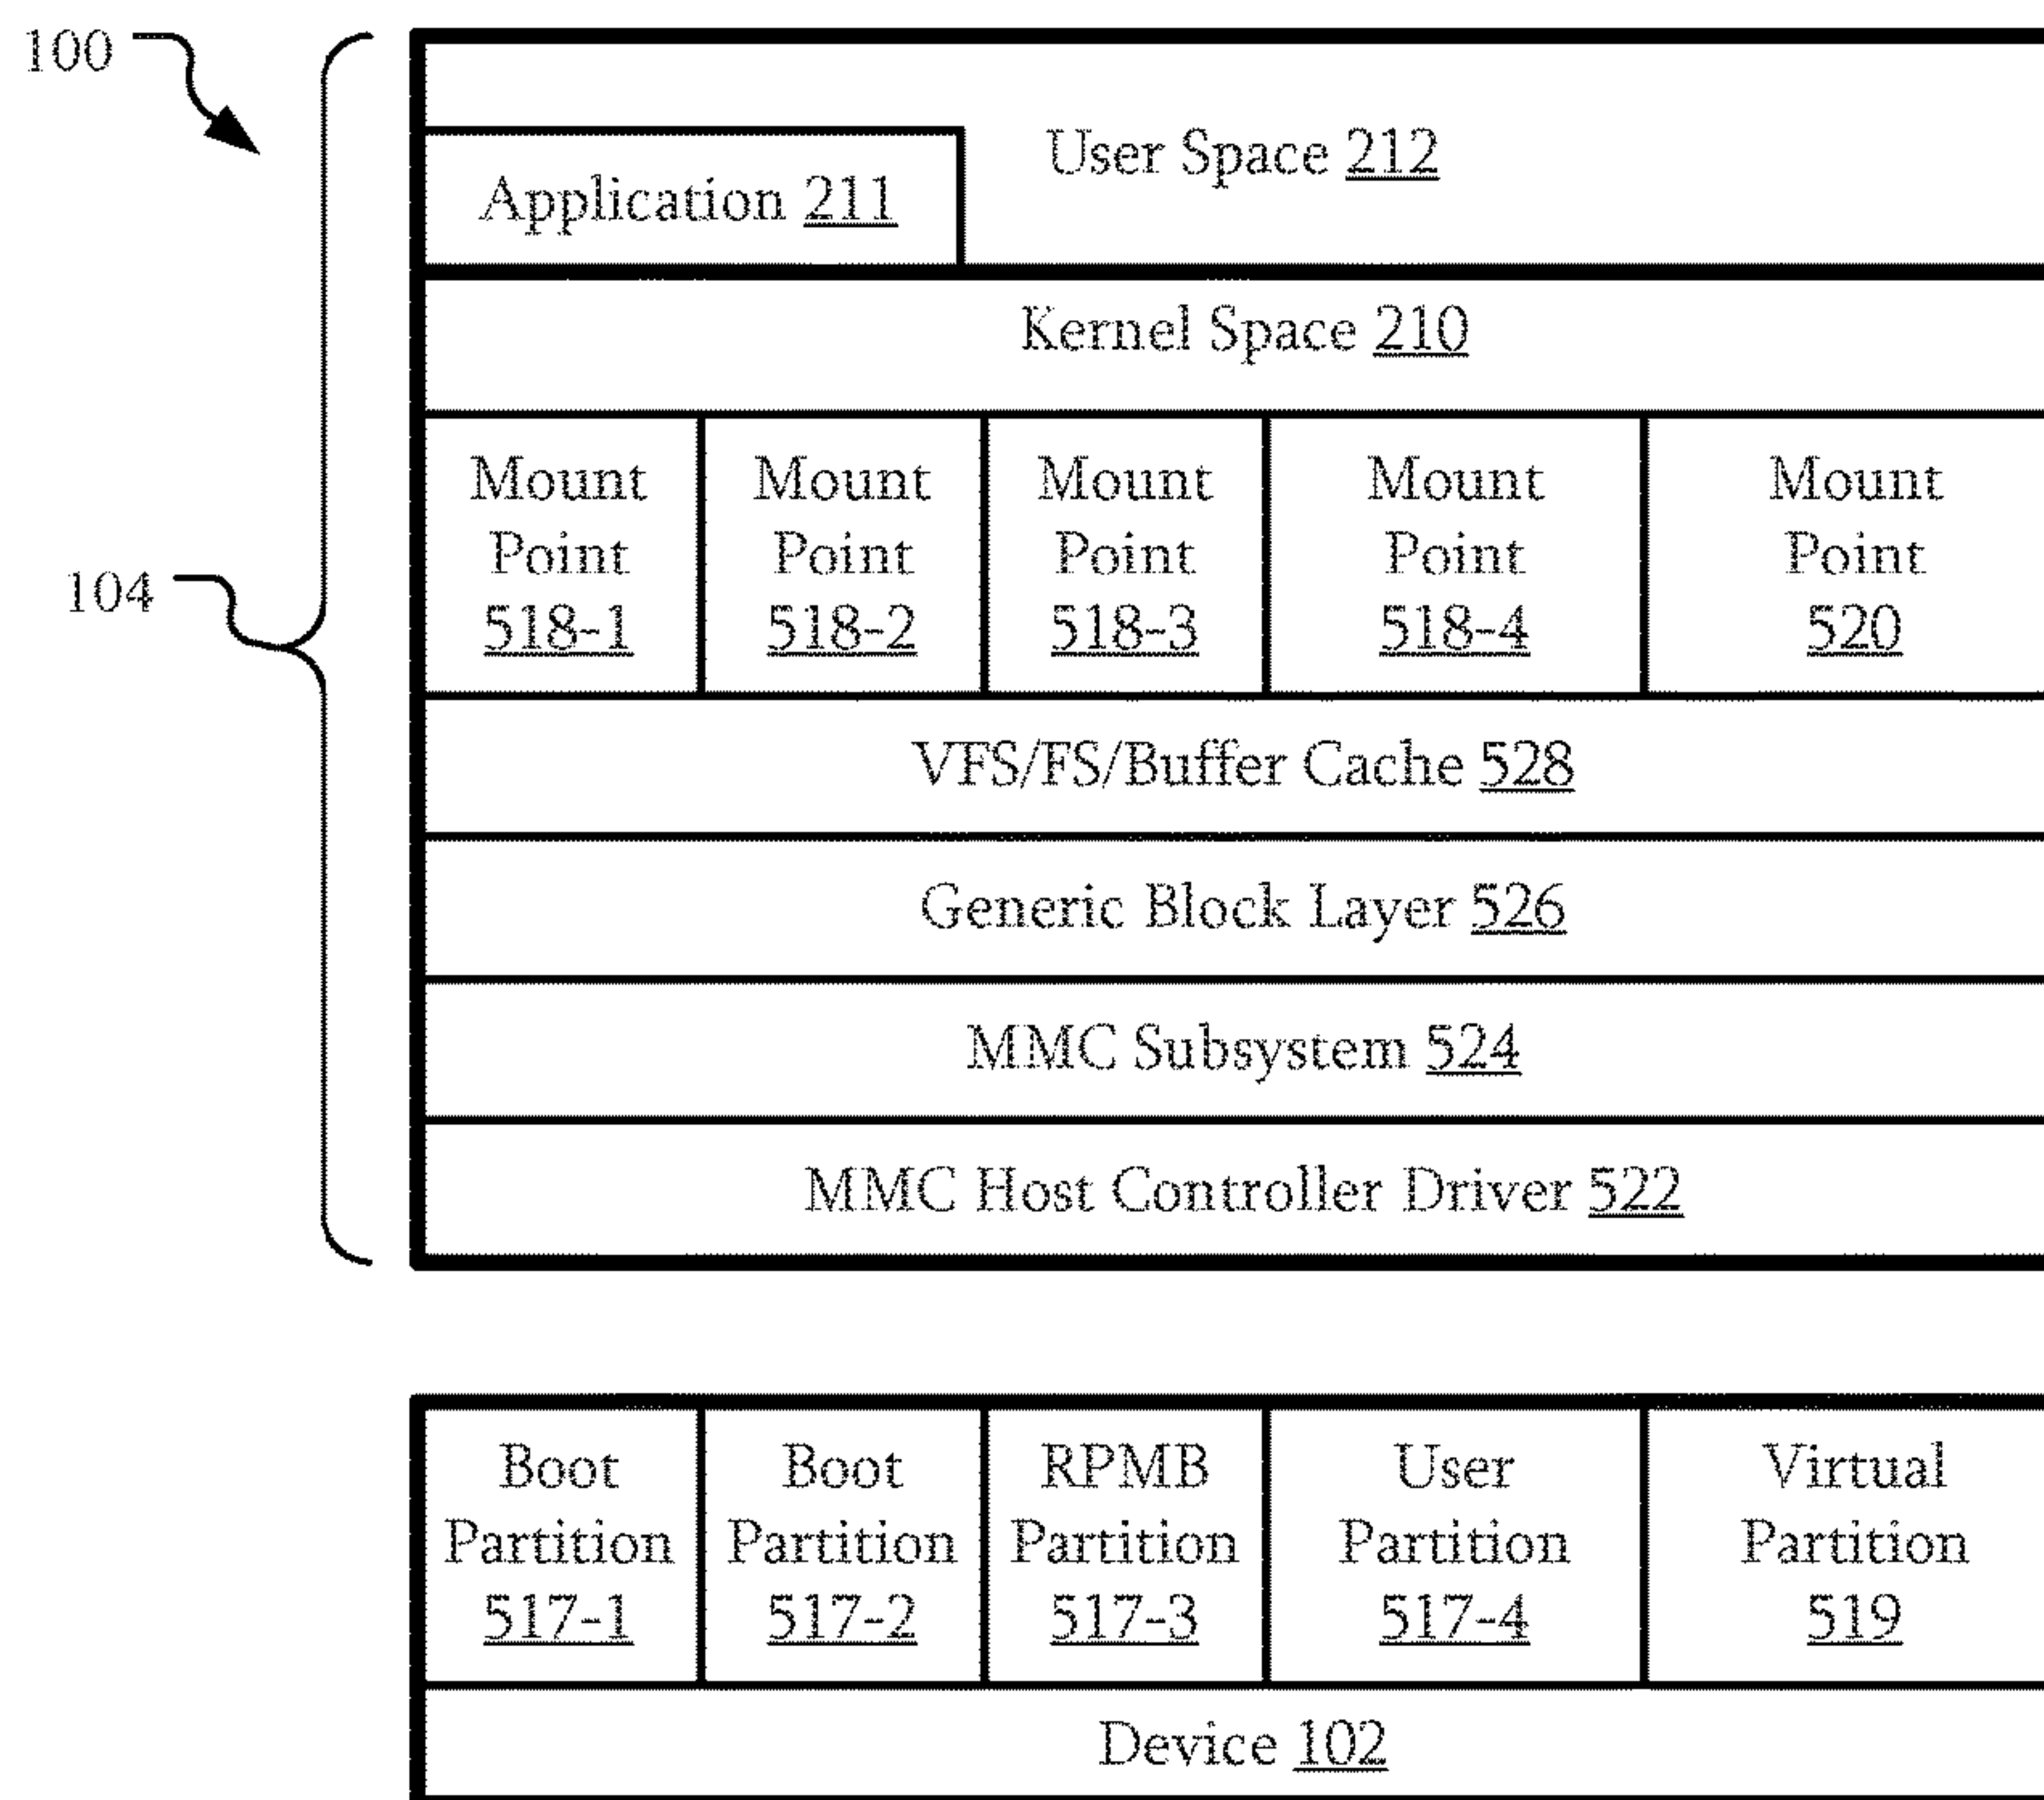 100
User Space 212
Application 211
Kernel Space 210
Mount
Point
518-1
Mount
Point
518-2
Mount
Point
518-3
Mount
Point
518-4
Mount
Point
520
104
VFS/FS/Buffer Cache 528
Generic Block Layer 526
MMC Subsystem 524
MMC Host Controller Driver 522
Boot
Partition
517-1
Boot
Partition
517-2
RPMB
Partition
517-3
User
Partition
517-4
Virtual
Partition
519
Device 102